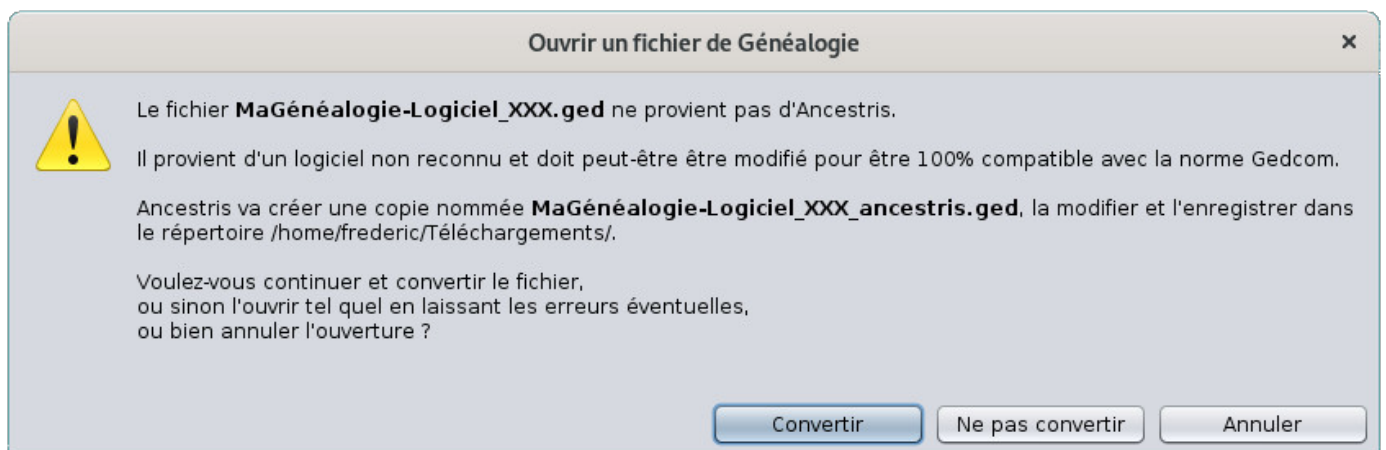 Ouvrir un fichier de Généalogie
Le fichier MaGénéalogie-Logiciel_XXX.ged ne provient pas d'Ancestris.
Il provient d'un logiciel non reconnu et doit peut-être être modifié pour être 100% compatible avec la norme Gedcom.
Ancestris va créer une copie nommée MaGénéalogie-Logiciel_XXX_ancestris.ged, la modifier et l'enregistrer dans
le répertoire /home/frederic/Téléchargements/.
Voulez-vous continuer et convertir le fichier,
ou sinon l'ouvrir tel quel en laissant les erreurs éventuelles,
ou bien annuler l'ouverture ?
Convertir Ne pas convertir Annuler